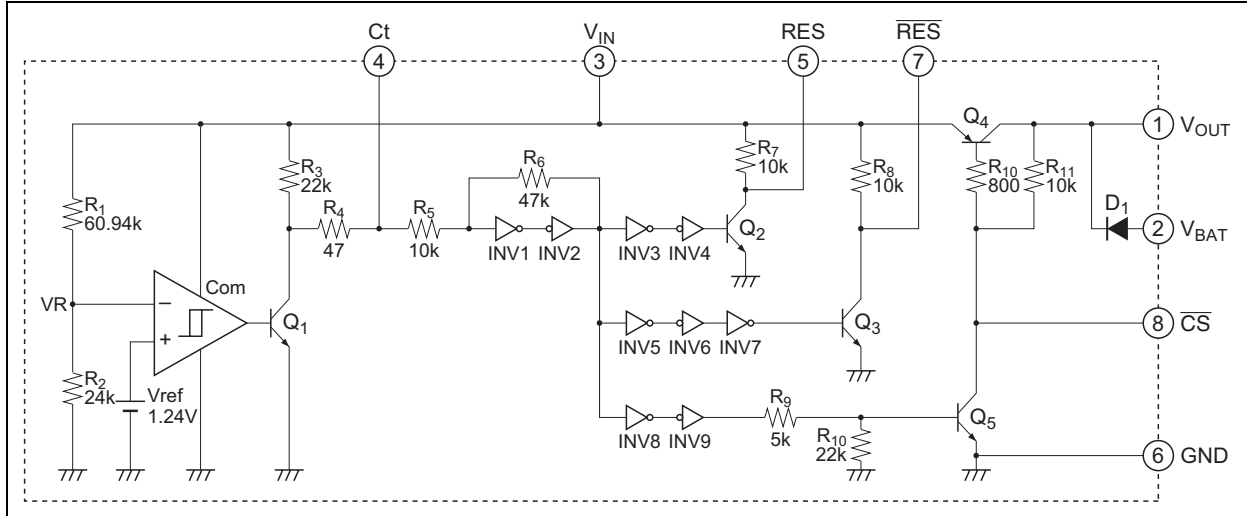 Ct
4
VIN
3
RES
5
RES
7
Q4
1 VOUT
R3
22k
R6
47k
R7
10k
R8
10k
R10
800
R11
10k
R1
60.94k
R4
47
R5
10k
D1
2 VBAT
INV1
INV2
INV3
INV4
Q2
VR
Com
−
+
Q1
INV5
INV6
INV7
Q3
8 CS
R2
24k
Vref
1.24V
R9
5k
Q5
INV8
INV9
R10
22k
6 GND